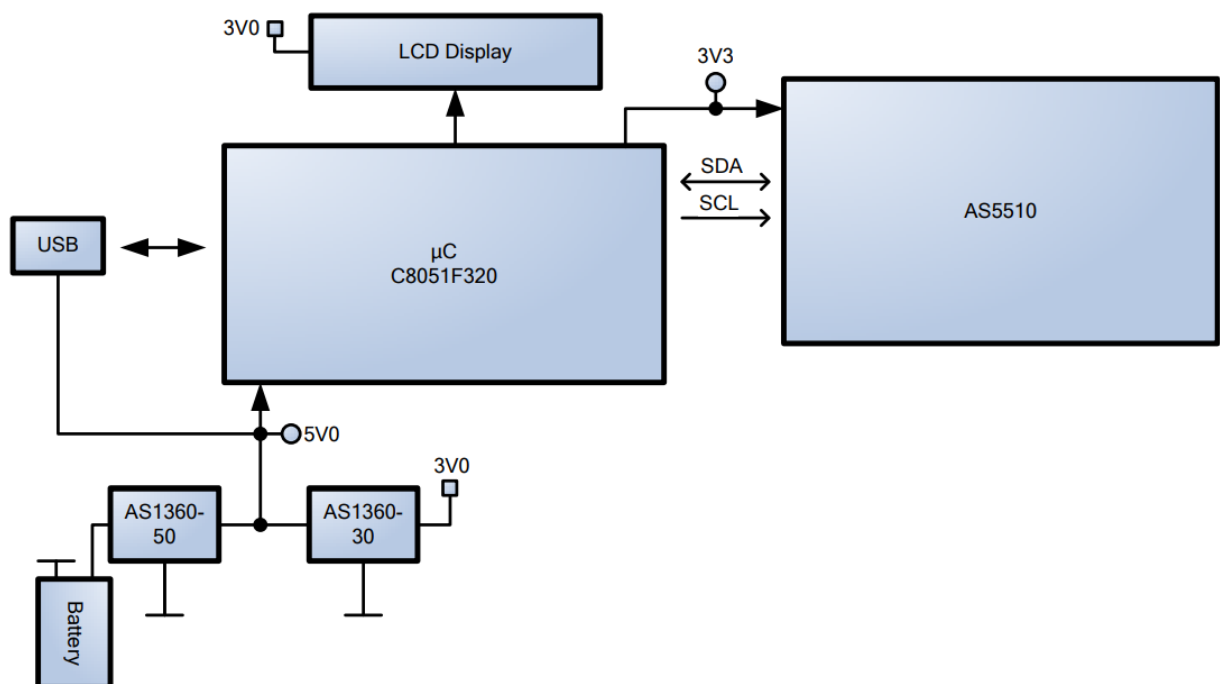 3V0
LCD Display
3V3
SDA
SCL
AS5510
USB
µC
C8051F320
5V0
3V0
AS1360-
50
AS1360-
30
Battery